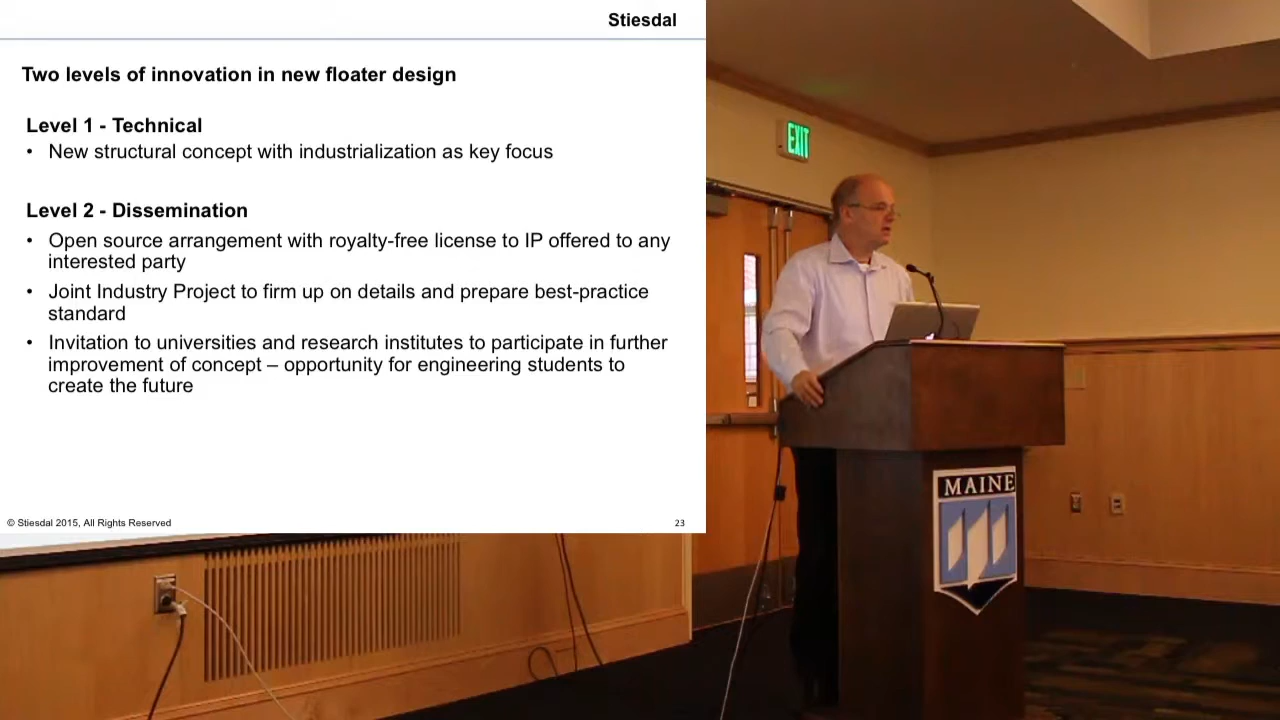 Stiesdal
Two levels of innovation in new floater design
Level 1 - Technical
• New structural concept with industrialization as key focus
Level 2 - Dissemination
• Open source arrangement with royalty-free license to IP offered to any
interested party
• Joint Industry Project to firm up on details and prepare best-practice
standard
• Invitation to universities and research institutes to participate in further
improvement of concept – opportunity for engineering students to
create the future
© Stiesdal 2015, All Rights Reserved
23
EXIT
MAINE